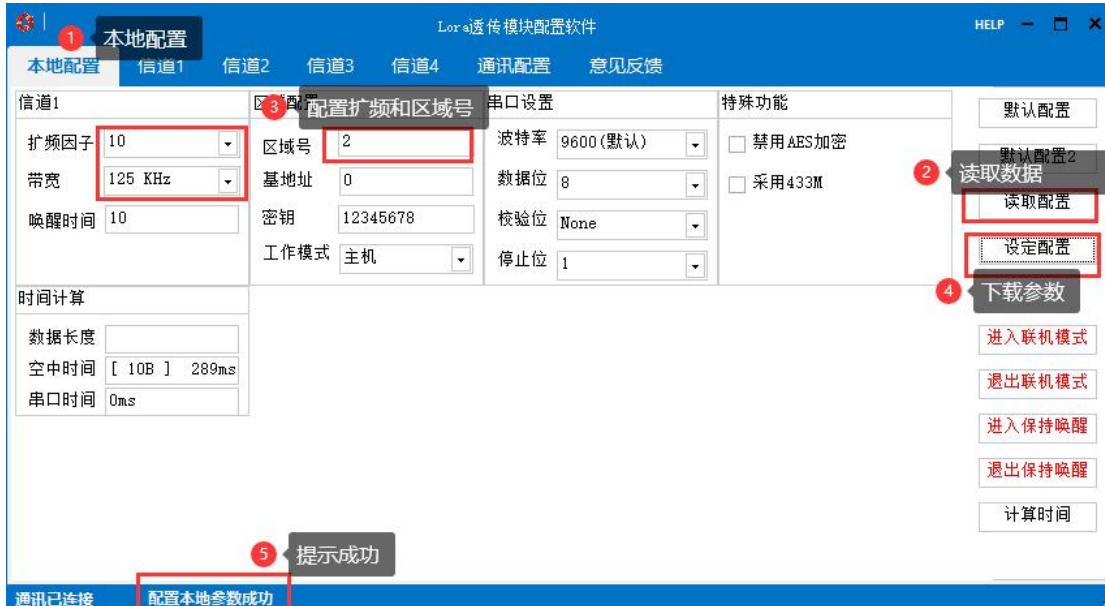 Lora透传模块配置软件
HELP
1 本地配置
本地配置 信道1 信道2 信道3 信道4 通讯配置 意见反馈
信道1
扩频因子 10
带宽 125 KHz
唤醒时间 10
3 配置扩频和区域号
区域号 2
基地址 0
密钥 12345678
工作模式 主机
串口设置
波特率 9600(默认)
数据位 8
校验位 None
停止位 1
特殊功能
禁用AES加密
采用433M
默认配置
默认配置2
2 读取数据
读取配置
设定配置
4 下载参数
进入联机模式
退出联机模式
进入保持唤醒
退出保持唤醒
计算时间
时间计算
数据长度
空中时间 [ 10B ] 289ms
串口时间 0ms
5 提示成功
通讯已连接 配置本地参数成功